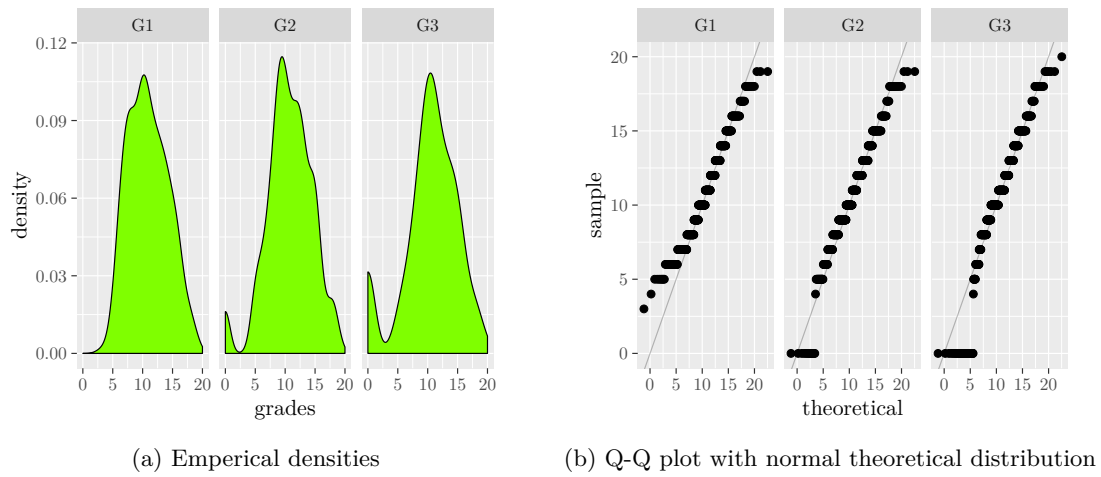 G1 G2 G3
0.12
0.09
0.06
0.03
0.00
density
0 5 10 15 20 0 5 10 15 20 0 5 10 15 20
grades
(a) Emperical densities
G1 G2 G3
20
15
10
5
0
sample
0 5 10 15 20 0 5 10 15 20 0 5 10 15 20
theoretical
(b) Q-Q plot with normal theoretical distribution